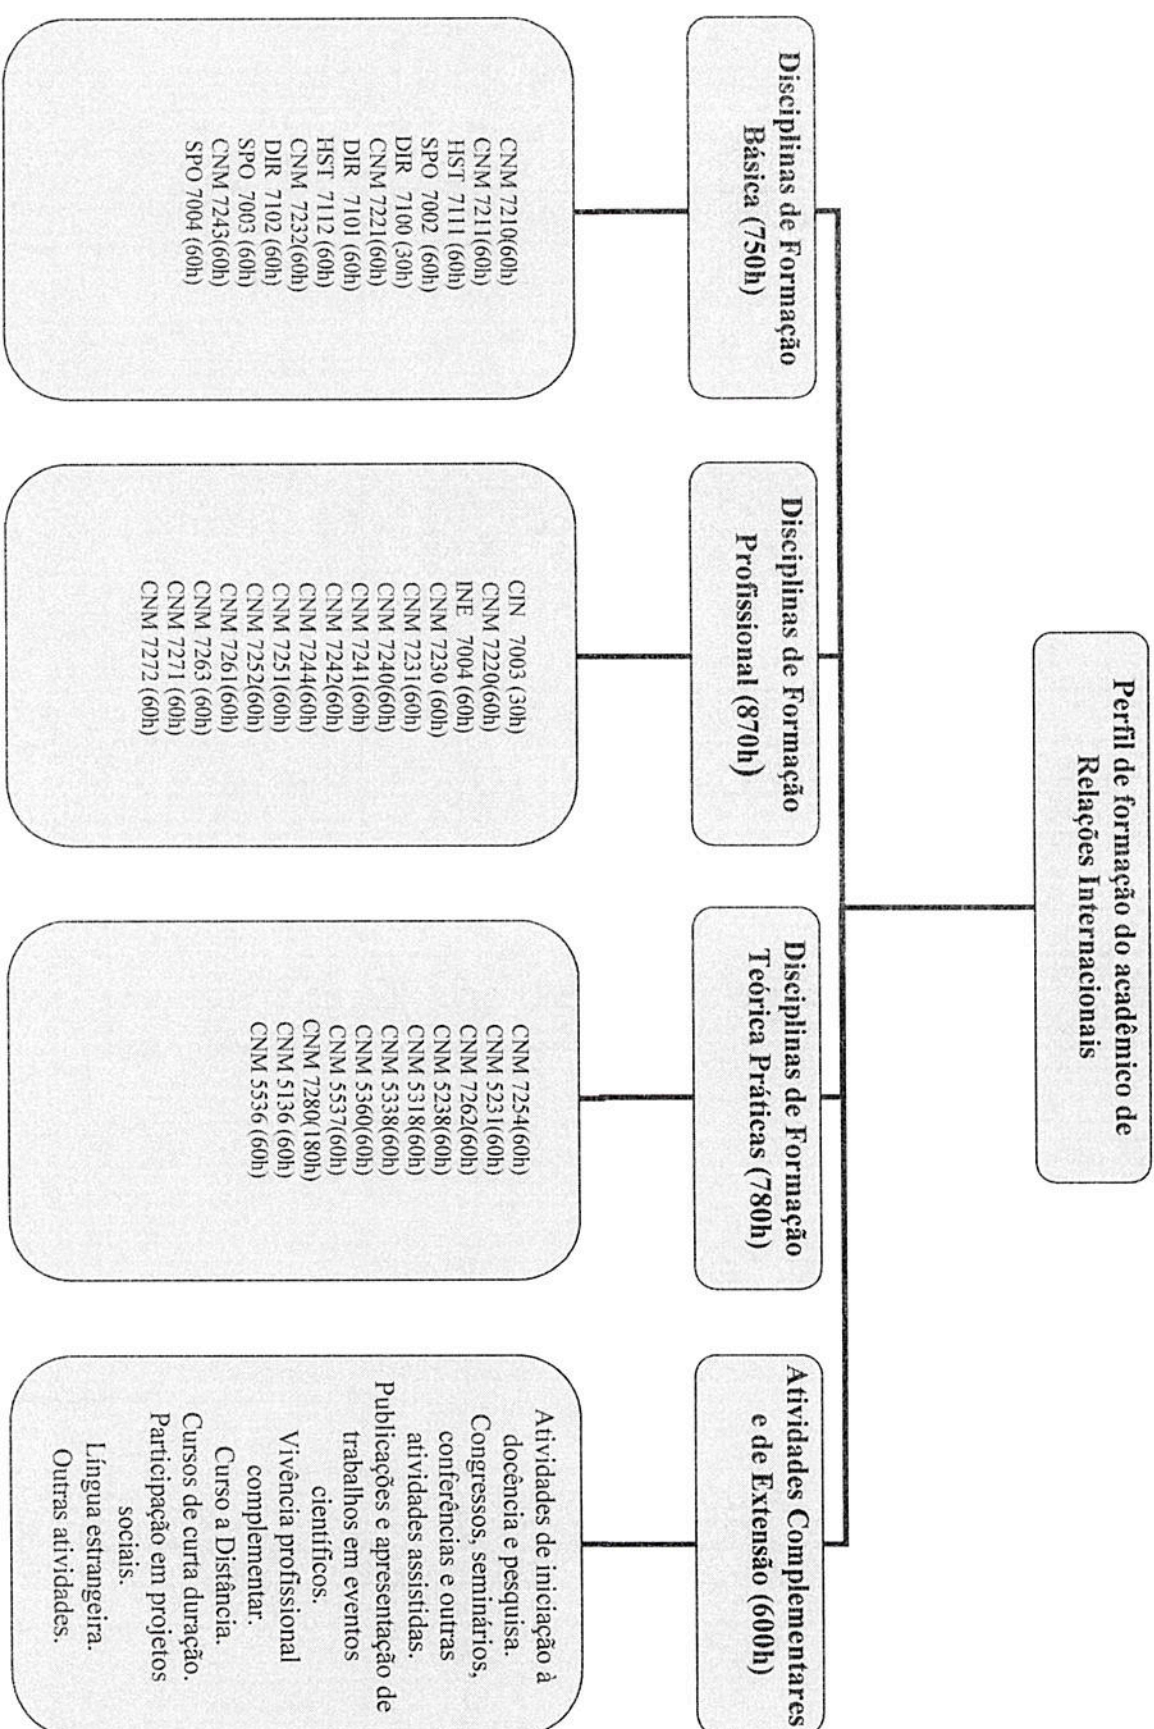 Perfil de formação do acadêmico de
Relações Internacionais
Disciplinas de Formação
Básica (750h)
CNM 7210(60h)
CNM 7211(60h)
HST 7111 (60h)
SPO 7002 (60h)
DIR 7100 (30h)
CNM 7221(60h)
DIR 7101 (60h)
HST 7112 (60h)
CNM 7232(60h)
DIR 7102 (60h)
SPO 7003 (60h)
CNM 7243(60h)
SPO 7004 (60h)
Disciplinas de Formação
Profissional (870h)
CIN 7003 (30h)
CNM 7220(60h)
INE 7004 (60h)
CNM 7230 (60h)
CNM 7231(60h)
CNM 7240(60h)
CNM 7241(60h)
CNM 7242(60h)
CNM 7244(60h)
CNM 7251(60h)
CNM 7252(60h)
CNM 7261(60h)
CNM 7263 (60h)
CNM 7271 (60h)
CNM 7272 (60h)
Disciplinas de Formação
Teórica Práticas (780h)
CNM 7254(60h)
CNM 5231(60h)
CNM 7262(60h)
CNM 5238(60h)
CNM 5318(60h)
CNM 5338(60h)
CNM 5360(60h)
CNM 5537(60h)
CNM 7280(180h)
CNM 5136 (60h)
CNM 5536 (60h)
Atividades Complementares
e de Extensão (600h)
Atividades de iniciação à
docência e pesquisa.
Congressos, seminários,
conferências e outras
atividades assistidas.
Publicações e apresentação de
trabalhos em eventos
científicos.
Vivência profissional
complementar.
Curso a Distância.
Cursos de curta duração.
Participação em projetos
sociais.
Língua estrangeira.
Outras atividades.